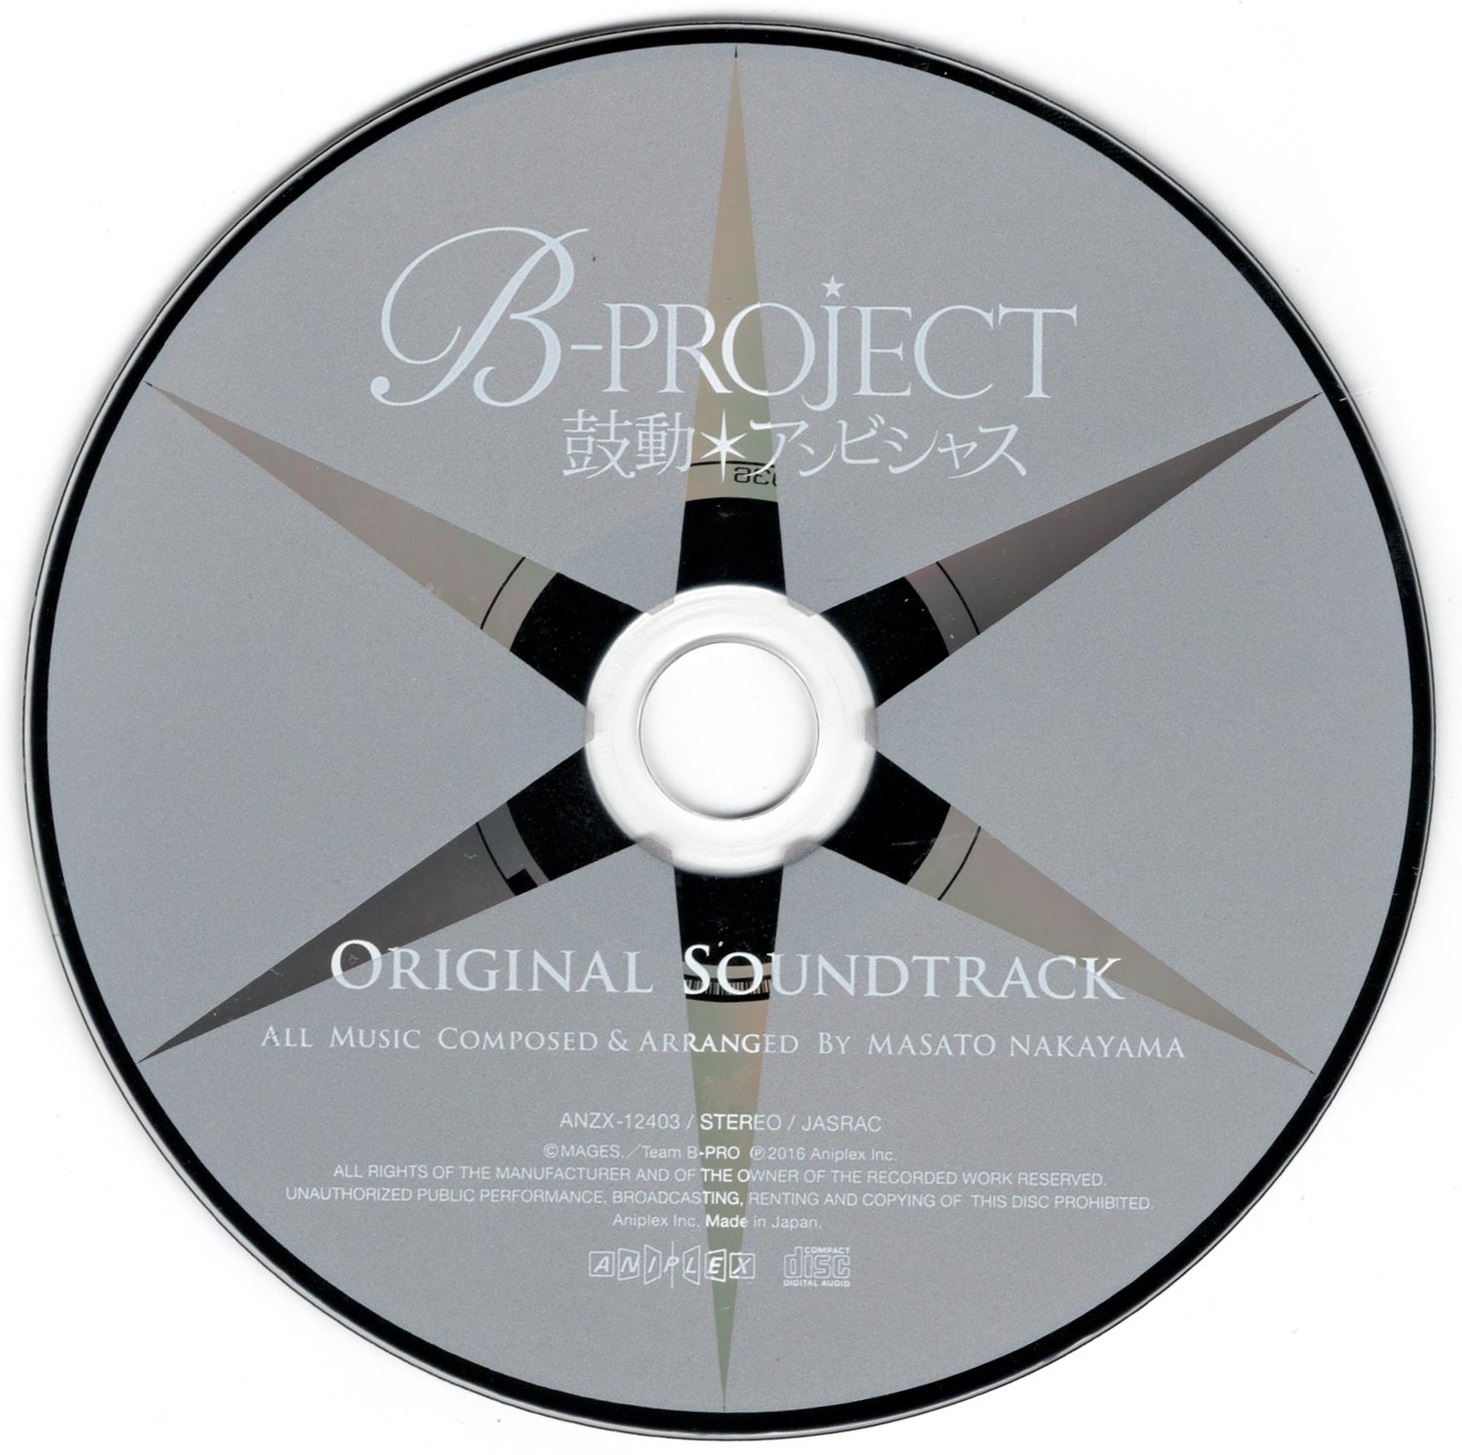 B-PROJECT
鼓動✶アンビシャス
ORIGINAL SOUNDTRACK
ALL MUSIC COMPOSED & ARRANGED BY MASATO NAKAYAMA
ANZX-12403 / STEREO / JASRAC
©MAGES.／Team B-PRO ℗2016 Aniplex Inc.
ALL RIGHTS OF THE MANUFACTURER AND OF THE OWNER OF THE RECORDED WORK RESERVED.
UNAUTHORIZED PUBLIC PERFORMANCE, BROADCASTING, RENTING AND COPYING OF THIS DISC PROHIBITED.
Aniplex Inc. Made in Japan.
ANIPLEX COMPACT disc DIGITAL AUDIO